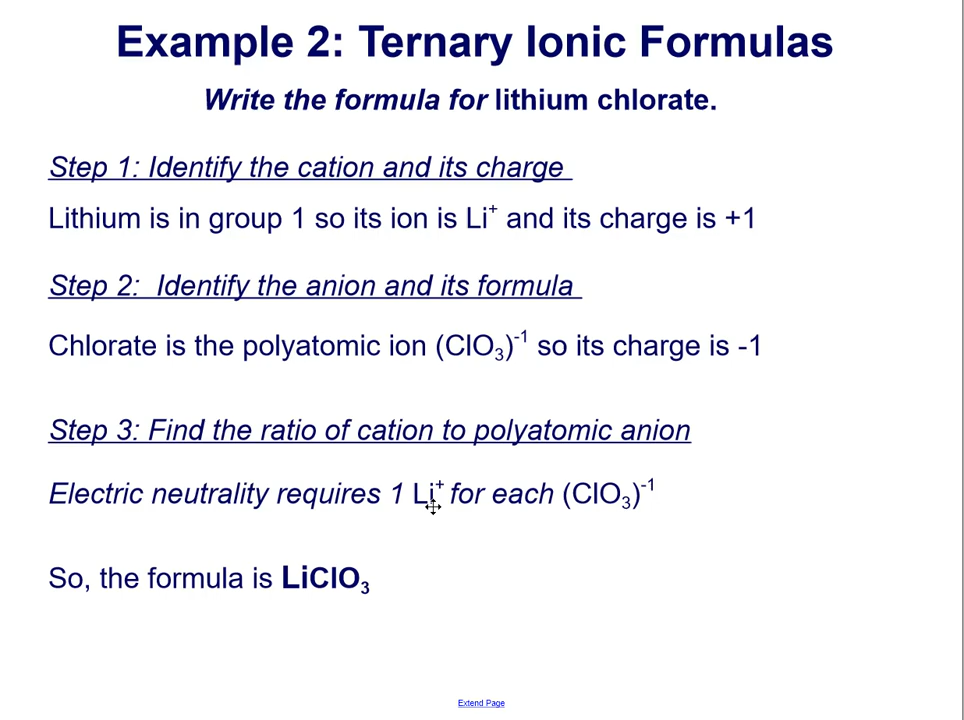 Example 2: Ternary Ionic Formulas
Write the formula for lithium chlorate.
Step 1: Identify the cation and its charge
Lithium is in group 1 so its ion is Li⁺ and its charge is +1
Step 2:  Identify the anion and its formula
Chlorate is the polyatomic ion (ClO₃)⁻¹ so its charge is -1
Step 3: Find the ratio of cation to polyatomic anion
Electric neutrality requires 1 Li⁺ for each (ClO₃)⁻¹
So, the formula is LiClO₃
Extend Page